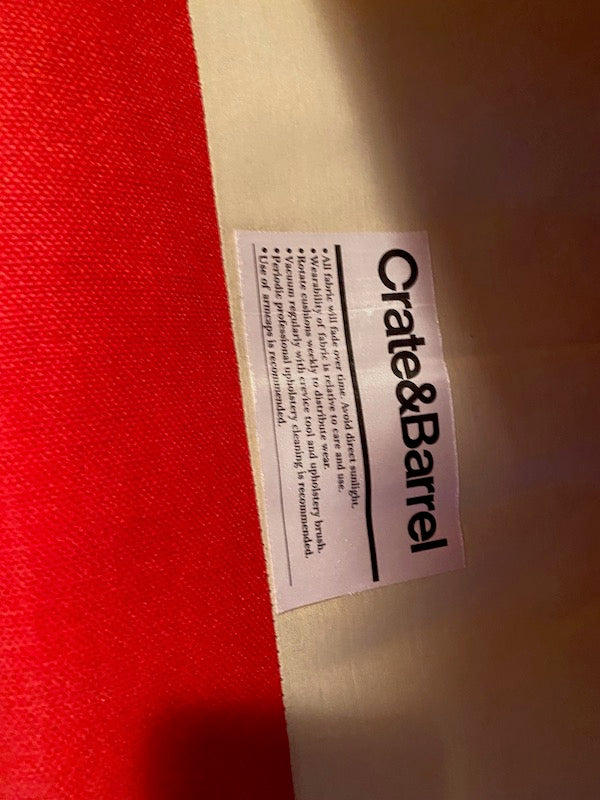 Crate&Barrel
• All fabric will fade over time. Avoid direct sunlight.
• Wearability of fabric is relative to care and use.
• Rotate cushions weekly to distribute wear.
• Vacuum regularly with crevice tool and upholstery brush.
• Periodic professional upholstery cleaning is recommended.
• Use of armcaps is recommended.